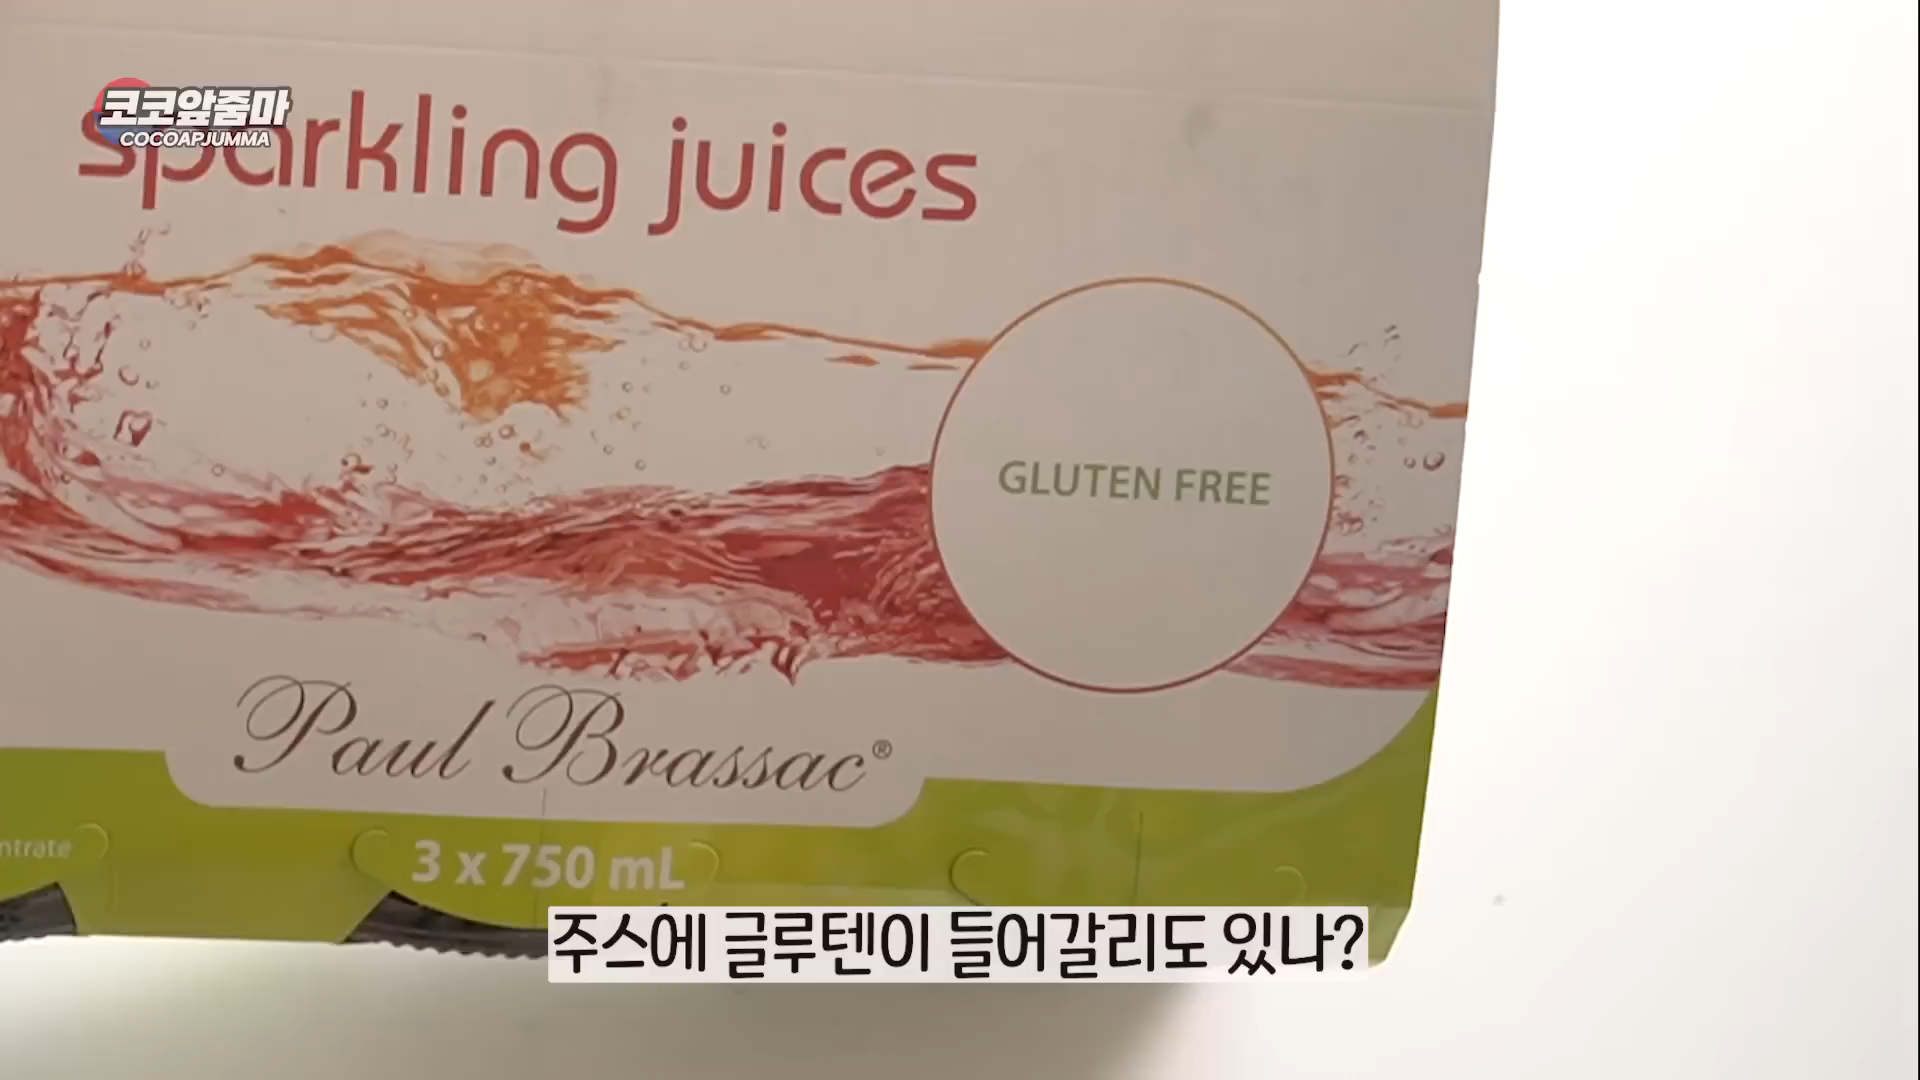 코코앞줌마
COCOAPJUMMA
sparkling juices
GLUTEN FREE
Paul Brassac®
ntrate
3 x 750 mL
주스에 글루텐이 들어갈리도 있나?